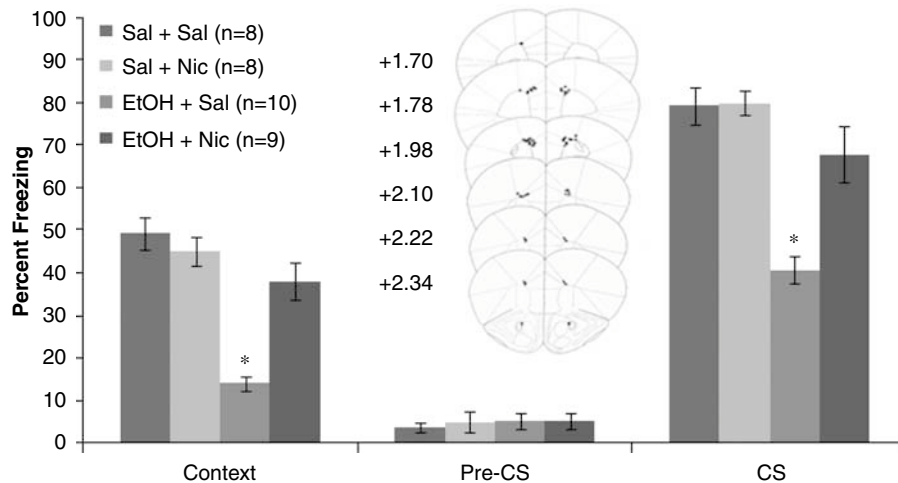 Percent Freezing
100
90
80
70
60
50
40
30
20
10
0
Sal + Sal (n=8)
Sal + Nic (n=8)
EtOH + Sal (n=10)
EtOH + Nic (n=9)
+1.70
+1.78
+1.98
+2.10
+2.22
+2.34
*
*
Context
Pre-CS
CS